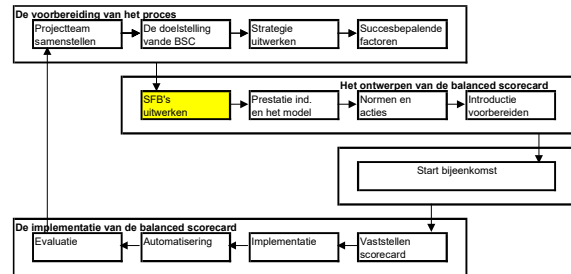 De voorbereiding van het proces
Projectteam
samenstellen
De doelstelling
vande BSC
Strategie
uitwerken
Succesbepalende
factoren
Het ontwerpen van de balanced scorecard
SFB's
uitwerken
Prestatie ind.
en het model
Normen en
acties
Introductie
voorbereiden
Start bijeenkomst
De implementatie van de balanced scorecard
Evaluatie
Automatisering
Implementatie
Vaststellen
scorecard